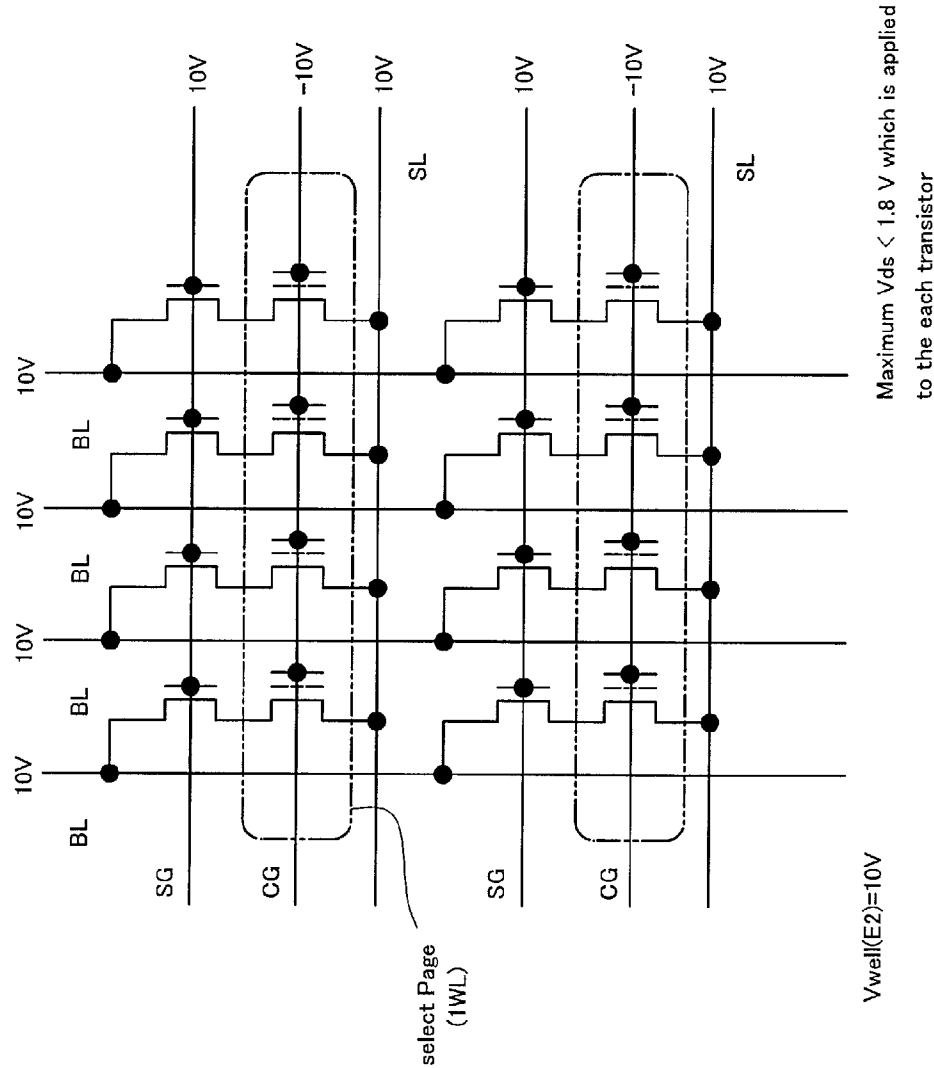 10V 10V 10V 10V
BL BL BL BL
SG 10V
CG -10V
10V
SL
select Page
(1WL)
SG 10V
CG -10V
10V
SL
Vwell(E2)=10V
Maximum Vds < 1.8 V which is applied
to the each transistor